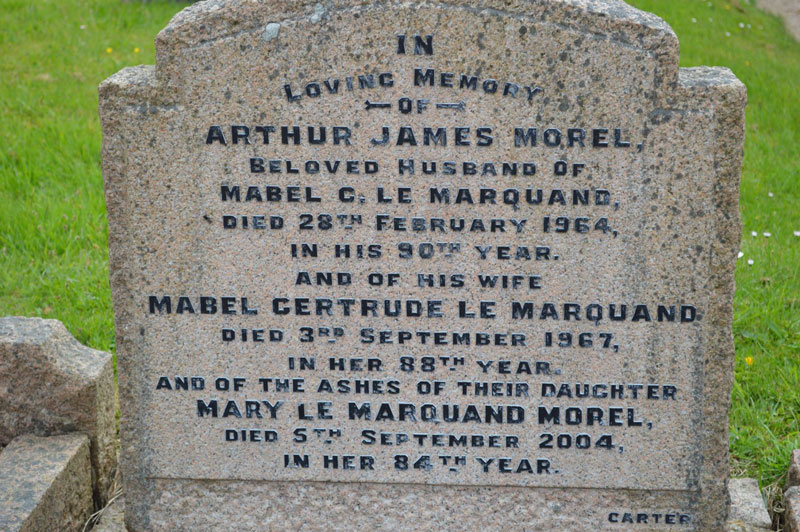 IN
LOVING MEMORY
OF
ARTHUR JAMES MOREL,
BELOVED HUSBAND OF
MABEL G. LE MARQUAND,
DIED 28TH FEBRUARY 1964,
IN HIS 90TH YEAR.
AND OF HIS WIFE
MABEL GERTRUDE LE MARQUAND
DIED 3RD SEPTEMBER 1967,
IN HER 88TH YEAR.
AND OF THE ASHES OF THEIR DAUGHTER
MARY LE MARQUAND MOREL,
DIED 5TH SEPTEMBER 2004,
IN HER 84TH YEAR.
CARTER